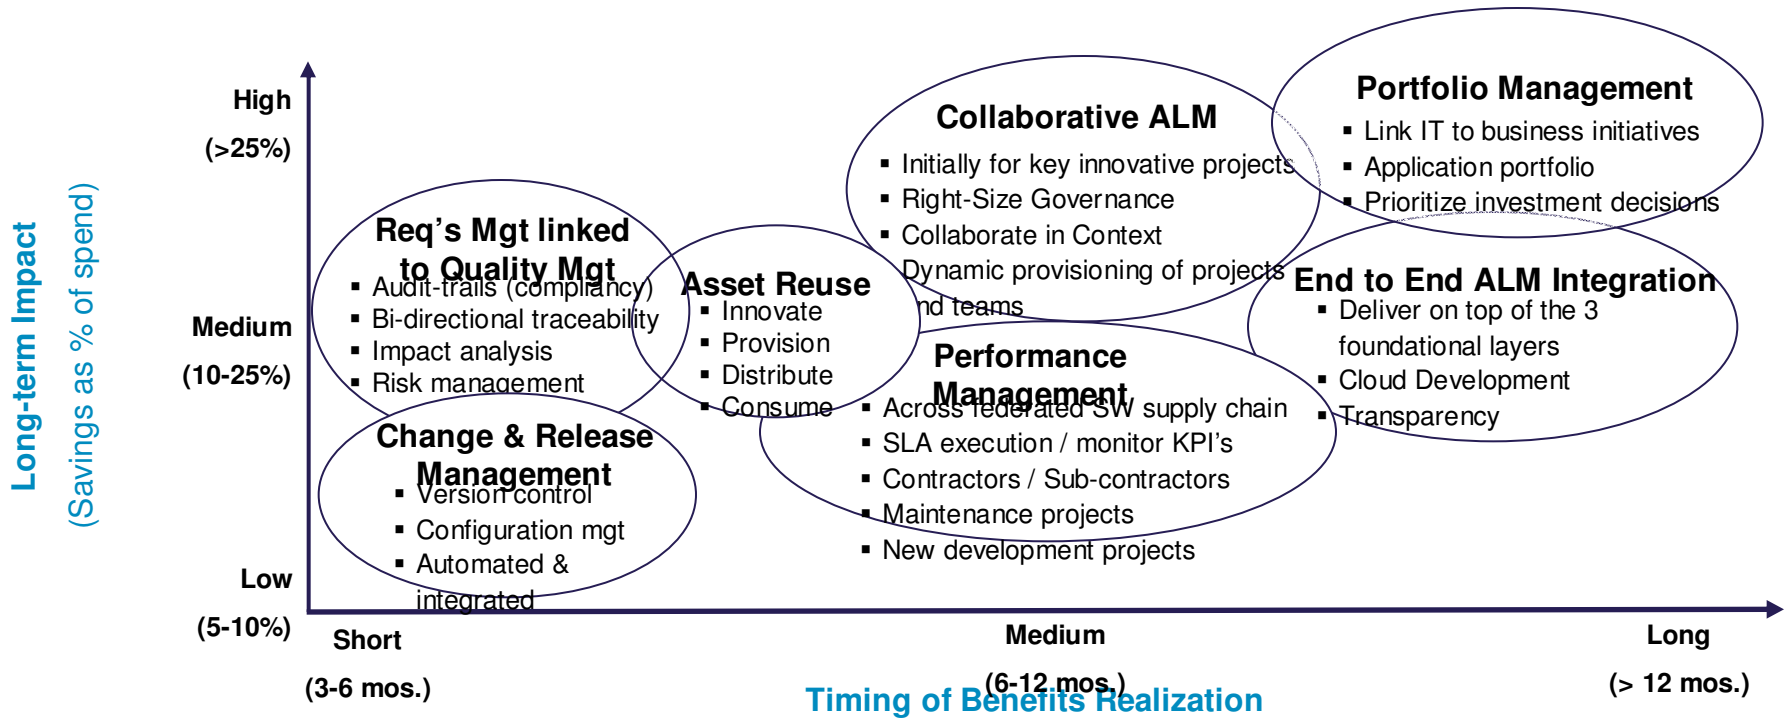 Long-term Impact
(Savings as % of spend)
High
(>25%)
Medium
(10-25%)
Low
(5-10%)
Req’s Mgt linked
to Quality Mgt
▪ Audit-trails (compliancy)
▪ Bi-directional traceability
▪ Impact analysis
▪ Risk management
Change & Release
Management
▪ Version control
▪ Configuration mgt
▪ Automated &
integrated
Asset Reuse
▪ Innovate
▪ Provision
▪ Distribute
▪ Consume
Collaborative ALM
▪ Initially for key innovative projects
▪ Right-Size Governance
▪ Collaborate in Context
Dynamic provisioning of projects
nd teams
Performance
Management
▪ Across federated SW supply chain
▪ SLA execution / monitor KPI’s
▪ Contractors / Sub-contractors
▪ Maintenance projects
▪ New development projects
Portfolio Management
▪ Link IT to business initiatives
▪ Application portfolio
▪ Prioritize investment decisions
End to End ALM Integration
▪ Deliver on top of the 3
foundational layers
▪ Cloud Development
▪ Transparency
Short
(3-6 mos.)
Medium
(6-12 mos.)
Long
(> 12 mos.)
Timing of Benefits Realization